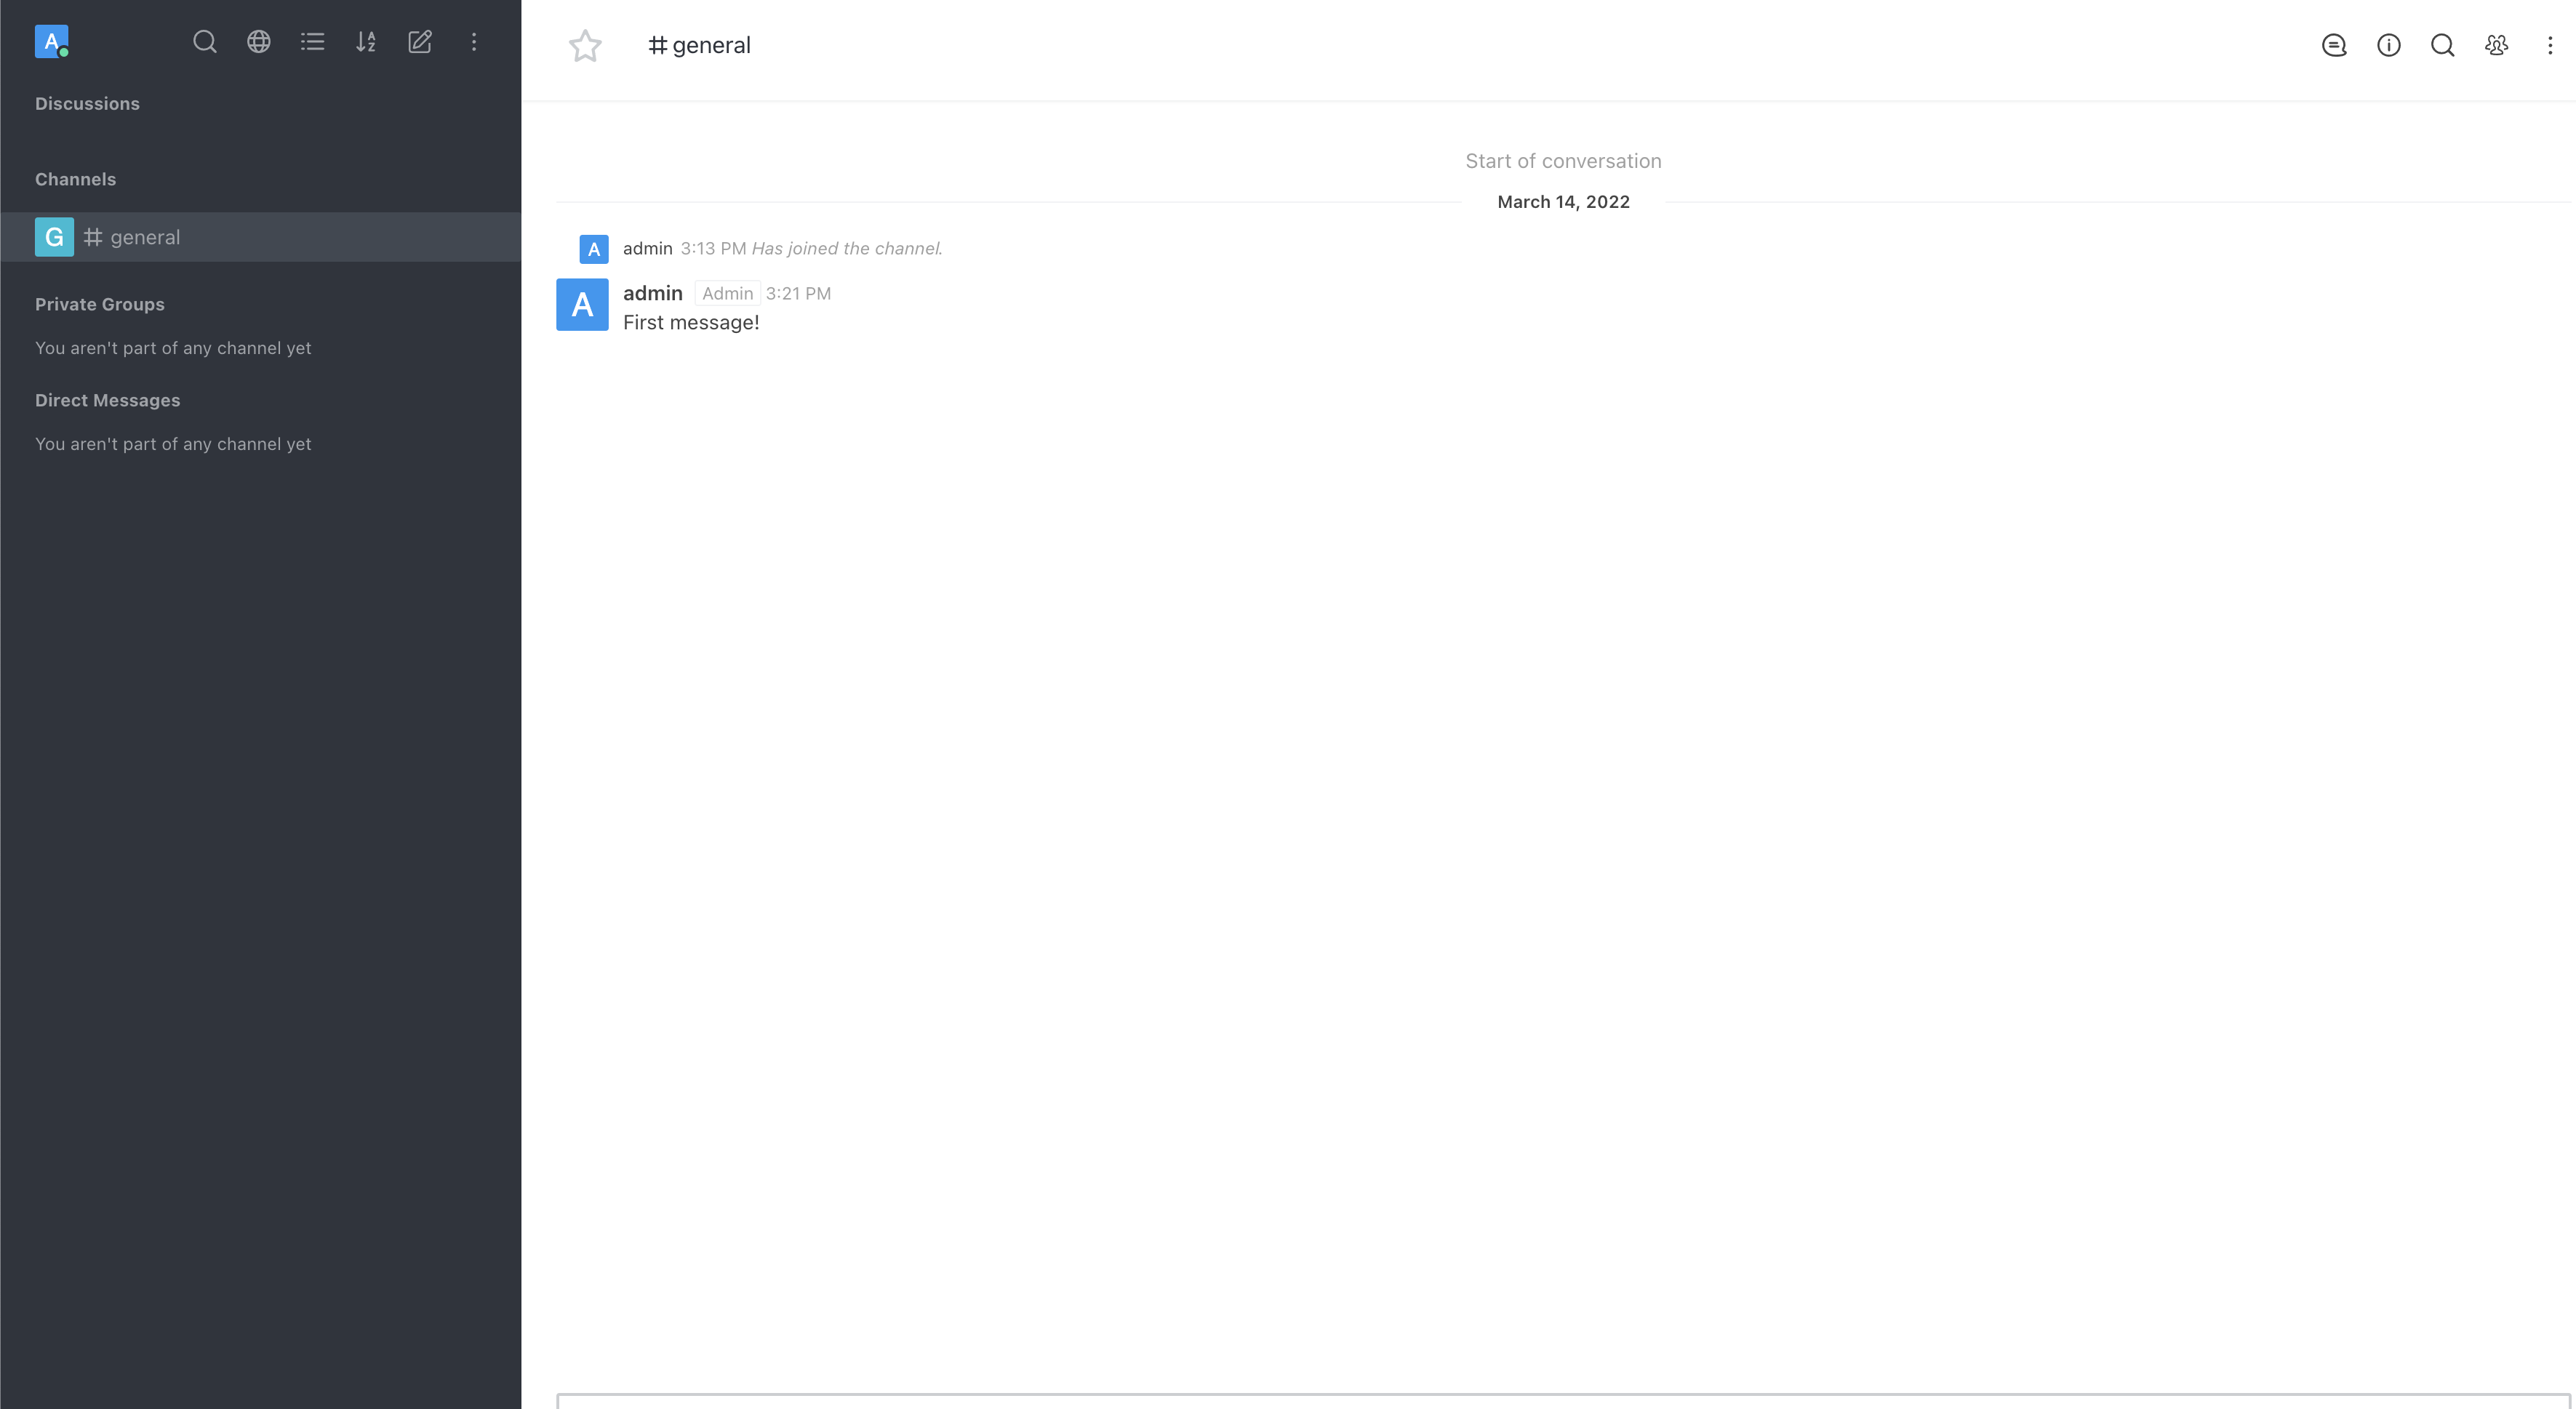 A
Discussions
Channels
G # general
Private Groups
You aren't part of any channel yet
Direct Messages
You aren't part of any channel yet
# general
Start of conversation
March 14, 2022
A admin 3:13 PM Has joined the channel.
A admin Admin 3:21 PM
First message!